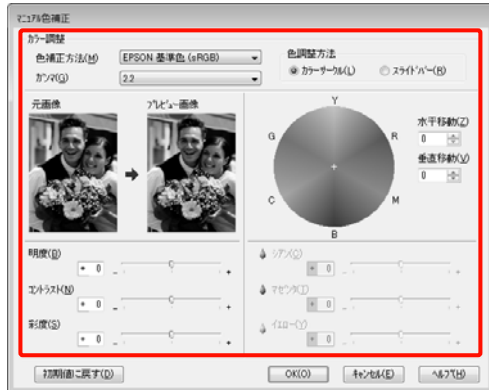 マニュアル色補正
カラー調整
色補正方法(M)
EPSON 基準色 (sRGB)
ガンマ(G)
2.2
色調整方法
カラーサークル(L)
スライドバー(R)
元画像
プレビュー画像
Y
G
R
C
M
B
水平移動(Z)
0
垂直移動(V)
0
明度(D)
+ 0
- +
コントラスト(N)
+ 0
- +
彩度(S)
+ 0
- +
シアン(C)
+ 0
- +
マゼンタ(T)
+ 0
- +
イエロー(Y)
+ 0
- +
初期値に戻す(D)
OK(O)
キャンセル(E)
ヘルプ(H)